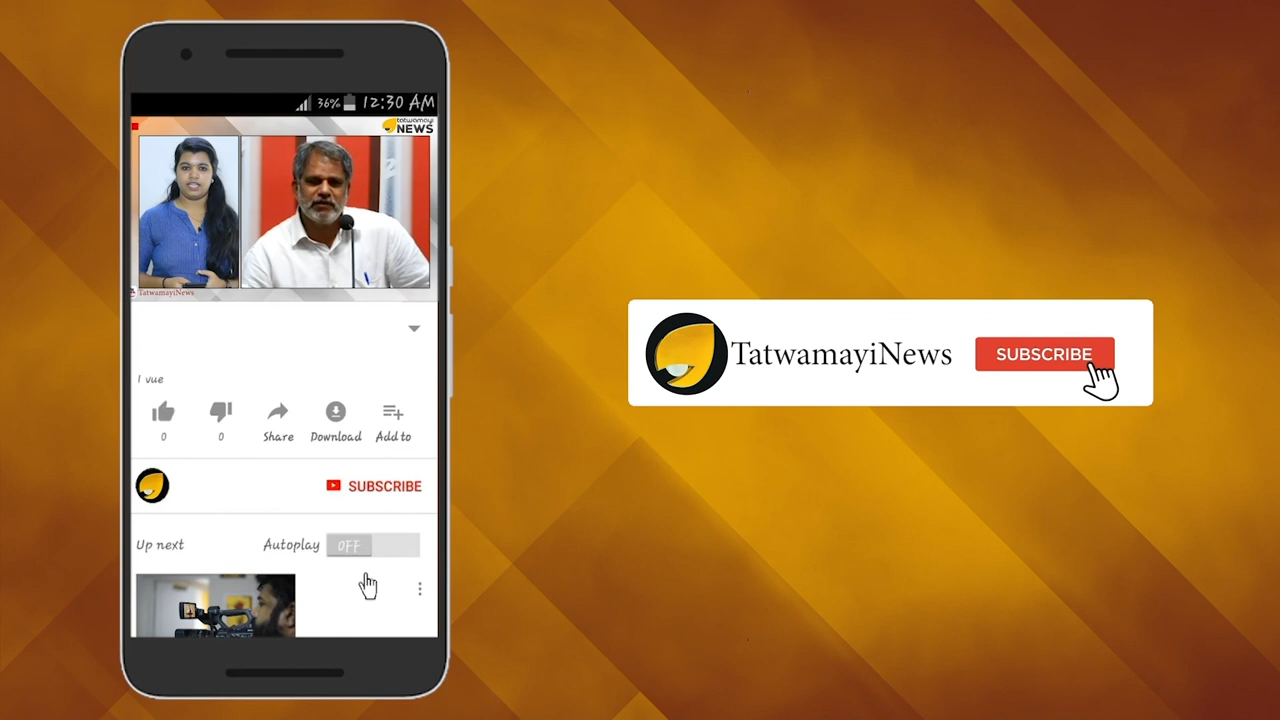 36% 12:30 AM
tatwamayi
NEWS
TatwamayiNews
1 vue
0 0 Share Download Add to
SUBSCRIBE
Up next Autoplay OFF
TatwamayiNews SUBSCRIBE